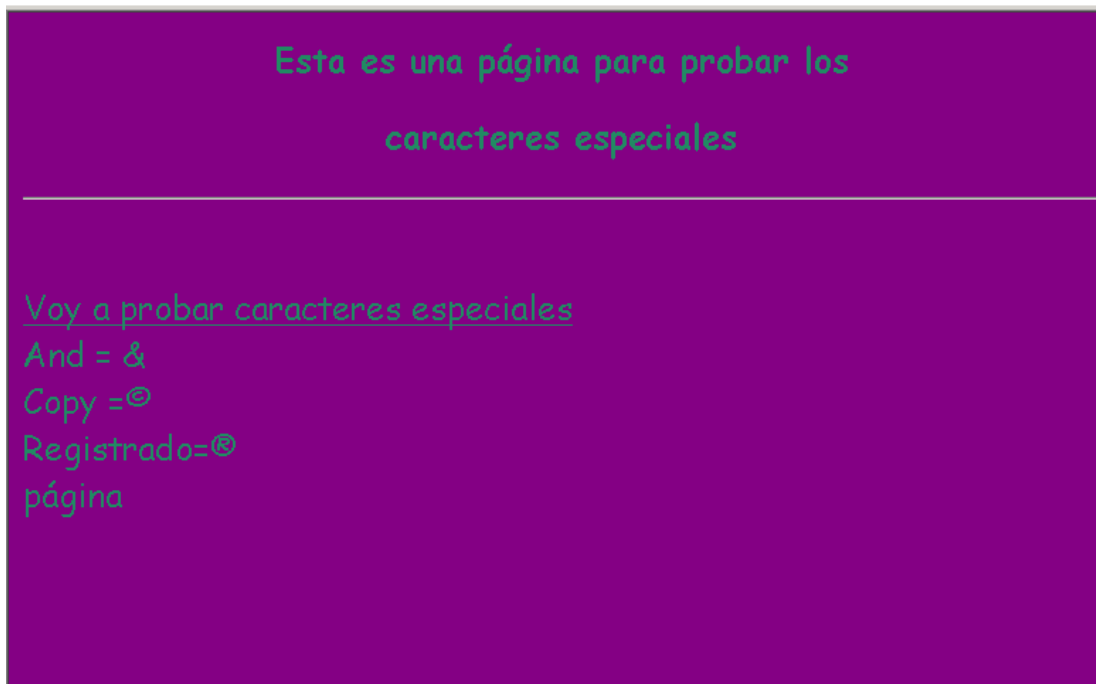 Esta es una página para probar los
caracteres especiales
Voy a probar caracteres especiales
And = &
Copy =©
Registrado=®
página